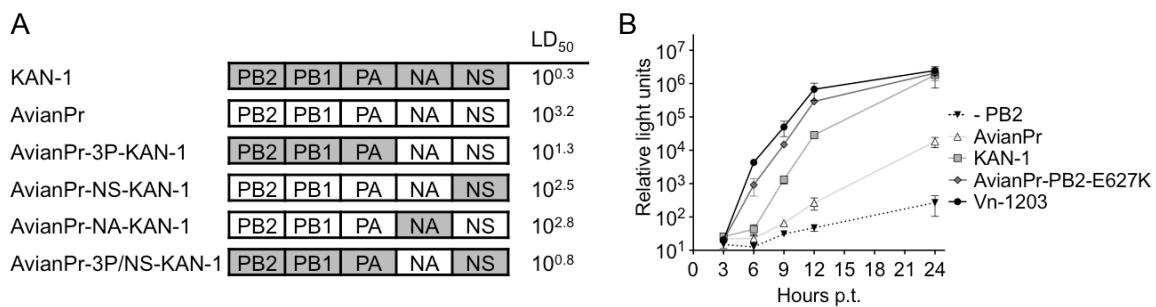 A
LD50
KAN-1 PB2 PB1 PA NA NS 10^0.3
AvianPr PB2 PB1 PA NA NS 10^3.2
AvianPr-3P-KAN-1 PB2 PB1 PA NA NS 10^1.3
AvianPr-NS-KAN-1 PB2 PB1 PA NA NS 10^2.5
AvianPr-NA-KAN-1 PB2 PB1 PA NA NS 10^2.8
AvianPr-3P/NS-KAN-1 PB2 PB1 PA NA NS 10^0.8
B
Relative light units
10^7
10^6
10^5
10^4
10^3
10^2
10^1
0 3 6 9 12 15 18 21 24
Hours p.t.
- PB2
AvianPr
KAN-1
AvianPr-PB2-E627K
Vn-1203